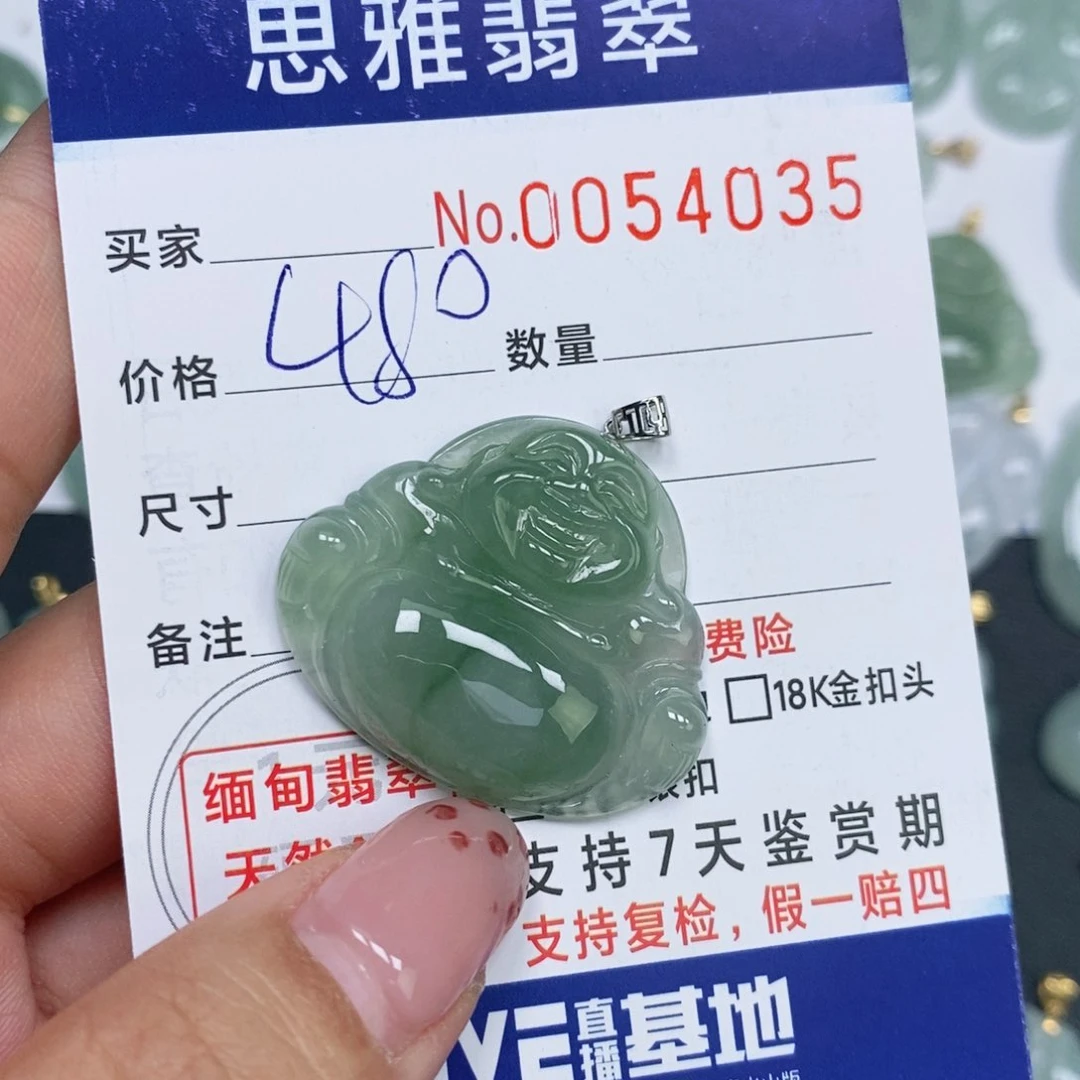 思雅翡翠
No.0054035
买家
价格 480 数量
尺寸
备注
费险
18K金扣头
缅甸翡翠
扣
天然
支持7天鉴赏期
支持复检，假一赔四
直播基地